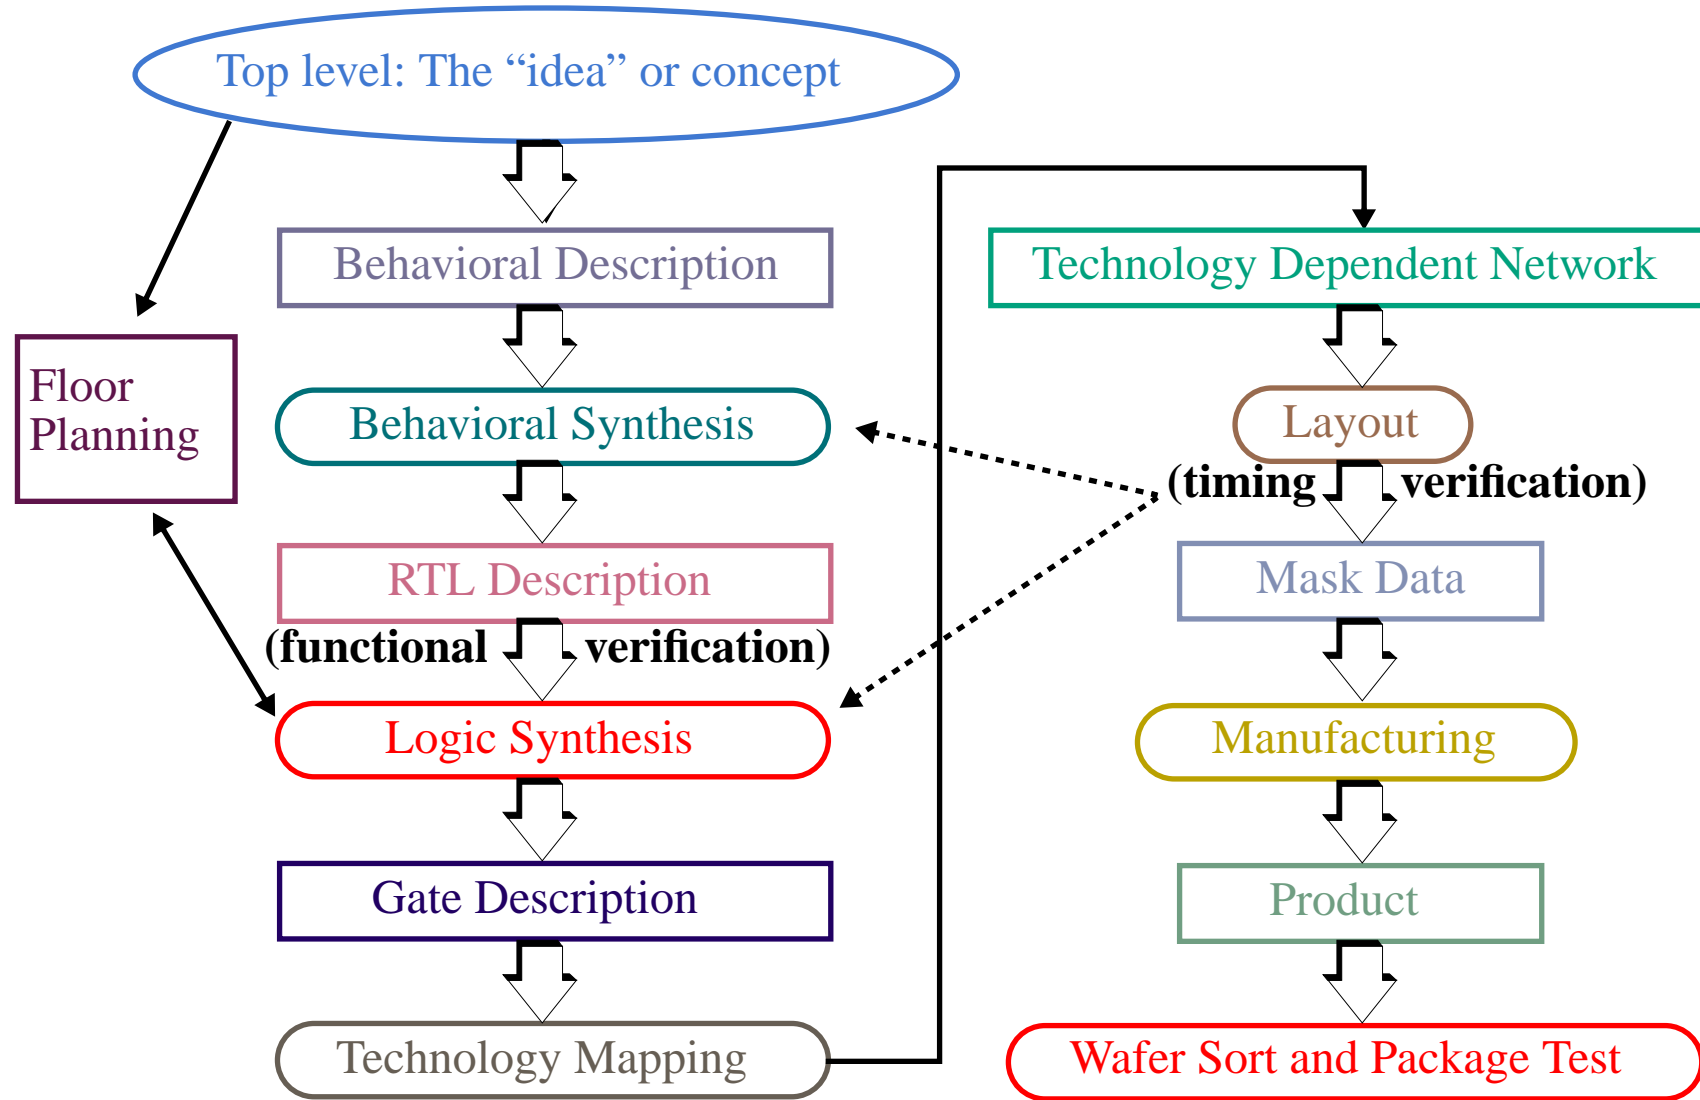 Top level: The “idea” or concept
Behavioral Description
Floor
Planning
Behavioral Synthesis
RTL Description
(functional verification)
Logic Synthesis
Gate Description
Technology Mapping
Technology Dependent Network
Layout
(timing verification)
Mask Data
Manufacturing
Product
Wafer Sort and Package Test